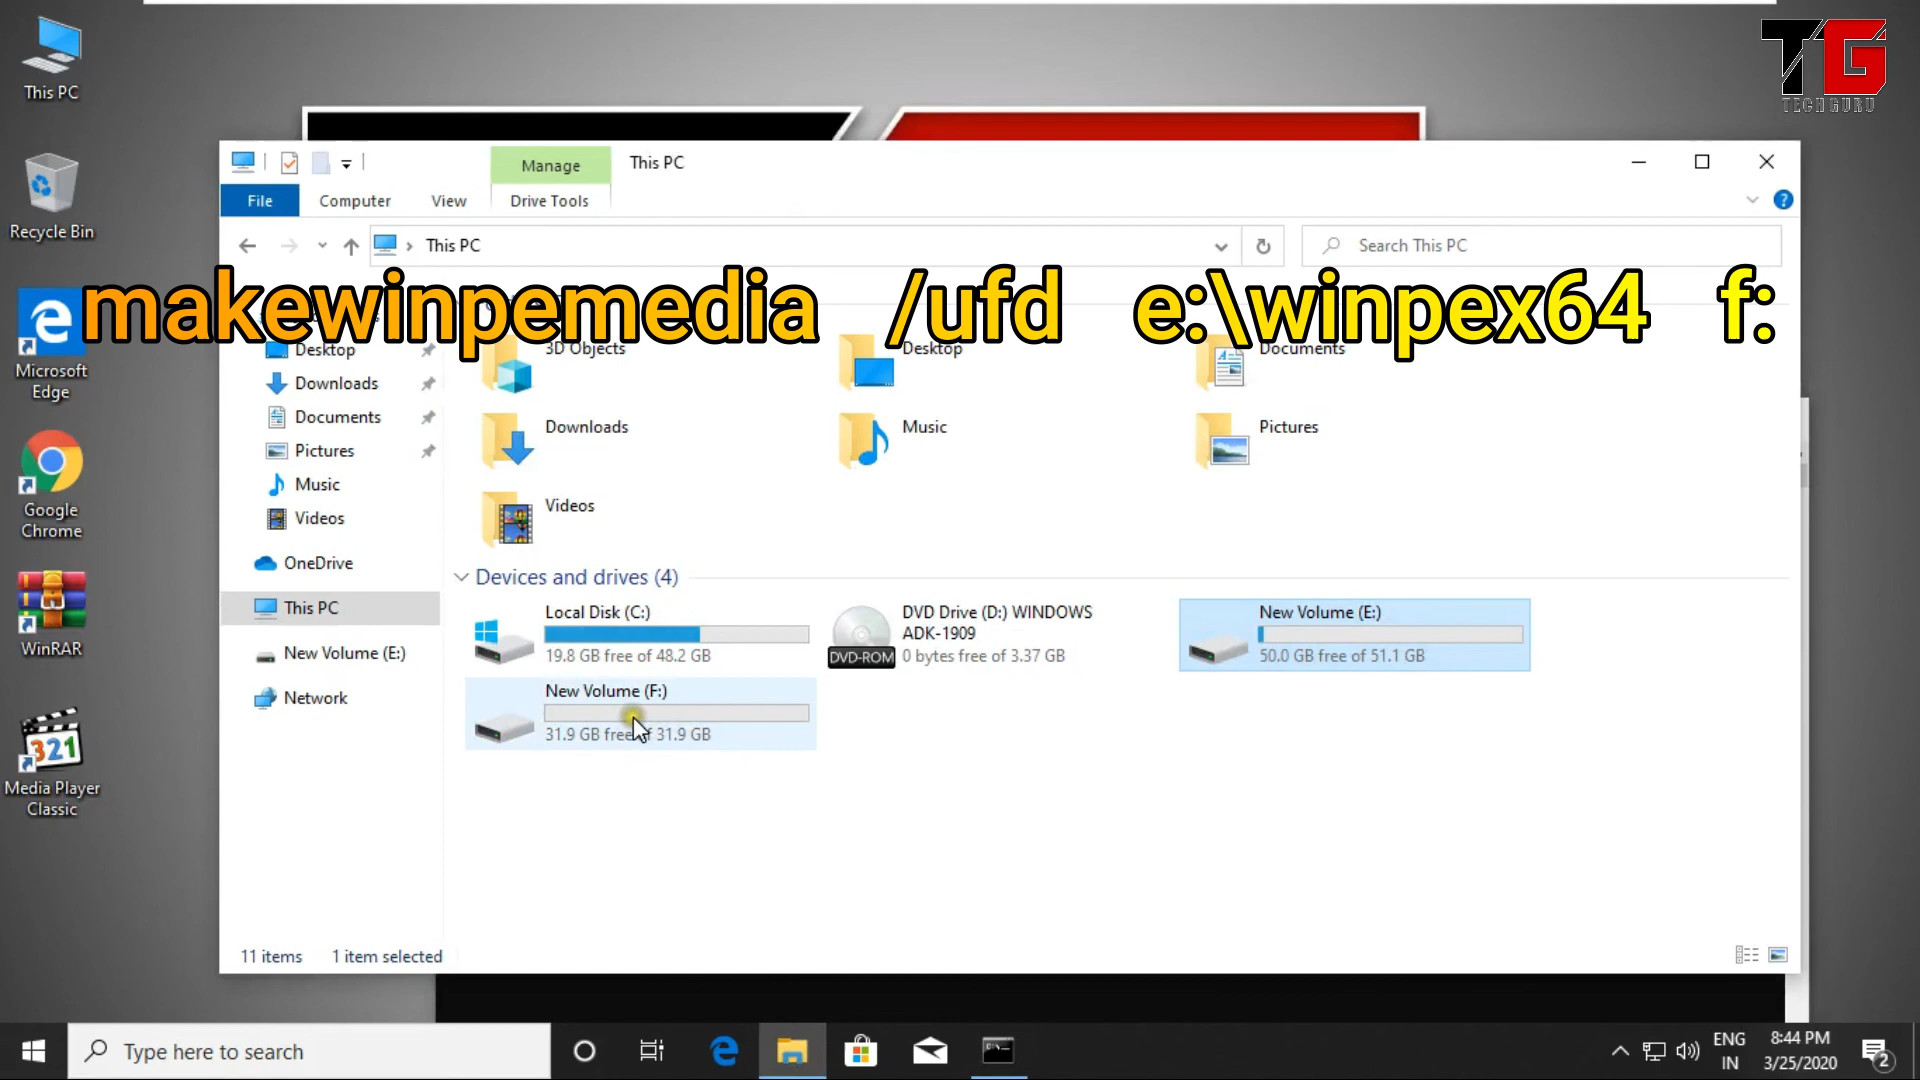 This PC
TG
TECH GURU
Manage
This PC
File
Computer
View
Drive Tools
This PC
Search This PC
Recycle Bin
makewinpemedia /ufd e:\winpex64 f:
Microsoft
Edge
Desktop
Downloads
Documents
Pictures
Music
Videos
OneDrive
This PC
New Volume (E:)
Network
3D Objects
Desktop
Documents
Downloads
Music
Pictures
Videos
Google
Chrome
WinRAR
Media Player
Classic
Devices and drives (4)
Local Disk (C:)
19.8 GB free of 48.2 GB
DVD Drive (D:) WINDOWS
ADK-1909
DVD-ROM
0 bytes free of 3.37 GB
New Volume (E:)
50.0 GB free of 51.1 GB
New Volume (F:)
31.9 GB free of 31.9 GB
11 items
1 item selected
Type here to search
ENG
IN
8:44 PM
3/25/2020
2